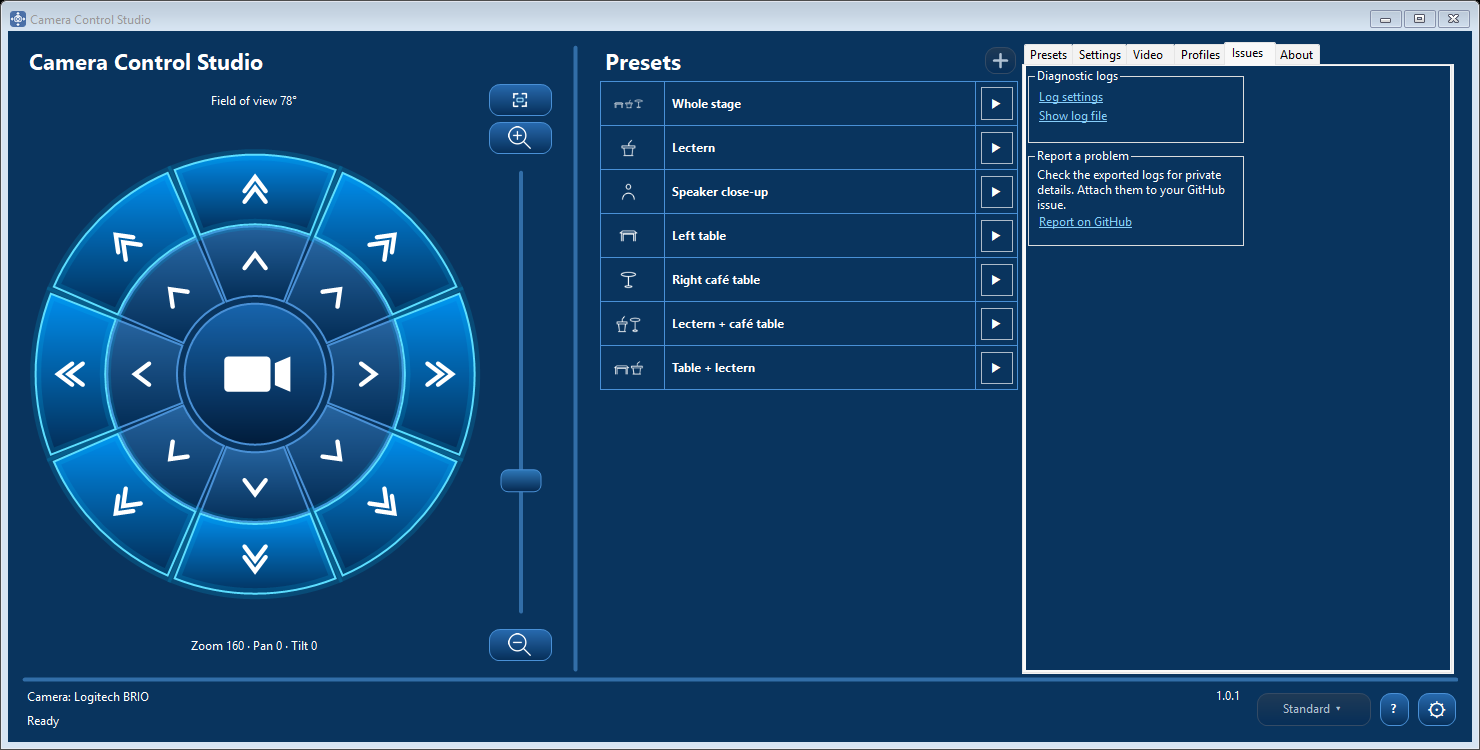 Camera Control Studio
Camera Control Studio
Field of view 78°
Zoom 160 · Pan 0 · Tilt 0
Presets
Whole stage
Lectern
Speaker close-up
Left table
Right café table
Lectern + café table
Table + lectern
Presets Settings Video Profiles Issues About
Diagnostic logs
Log settings
Show log file
Report a problem
Check the exported logs for private
details. Attach them to your GitHub
issue.
Report on GitHub
Camera: Logitech BRIO
Ready
1.0.1
Standard
?